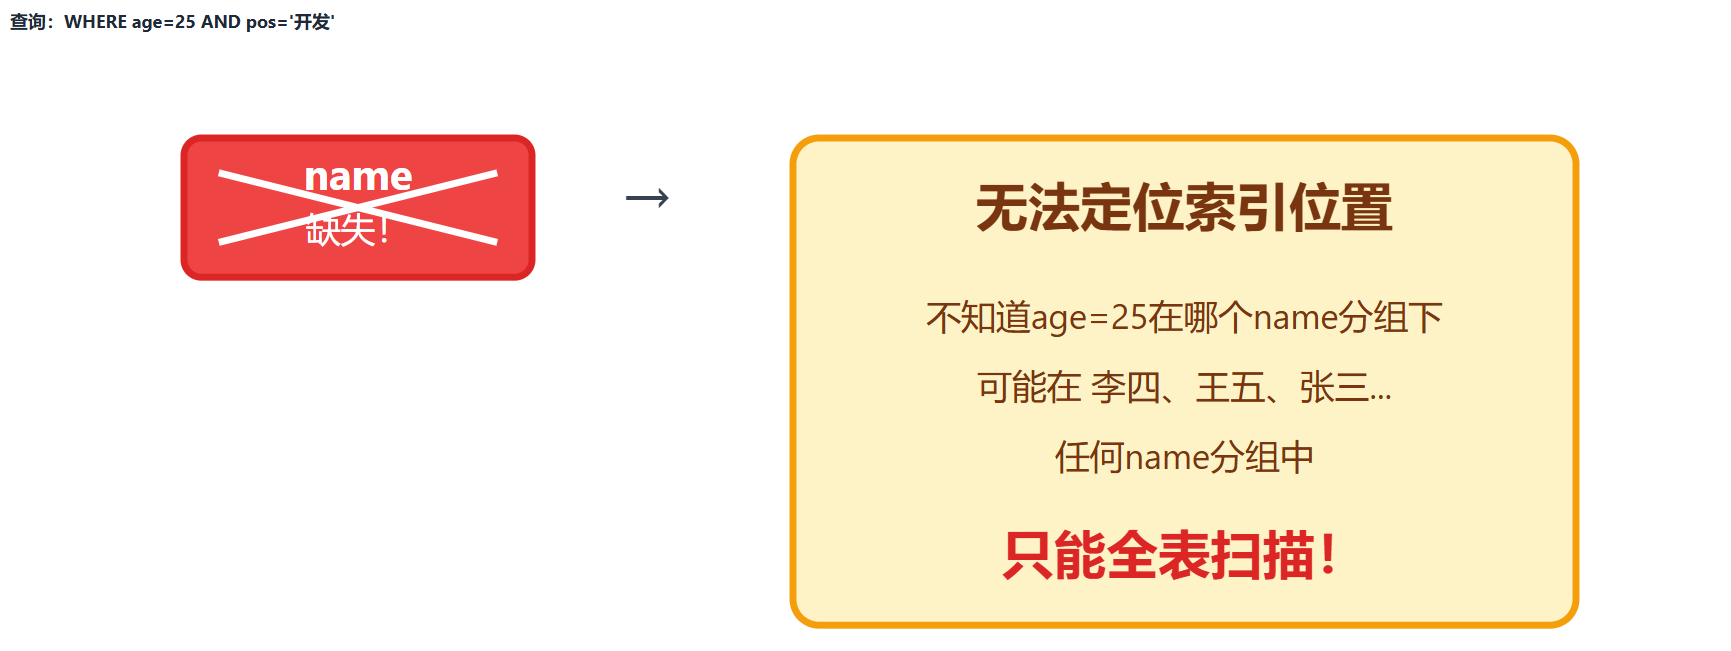 查询：WHERE age=25 AND pos='开发'
name
缺失！
→
无法定位索引位置
不知道age=25在哪个name分组下
可能在 李四、王五、张三...
任何name分组中
只能全表扫描！